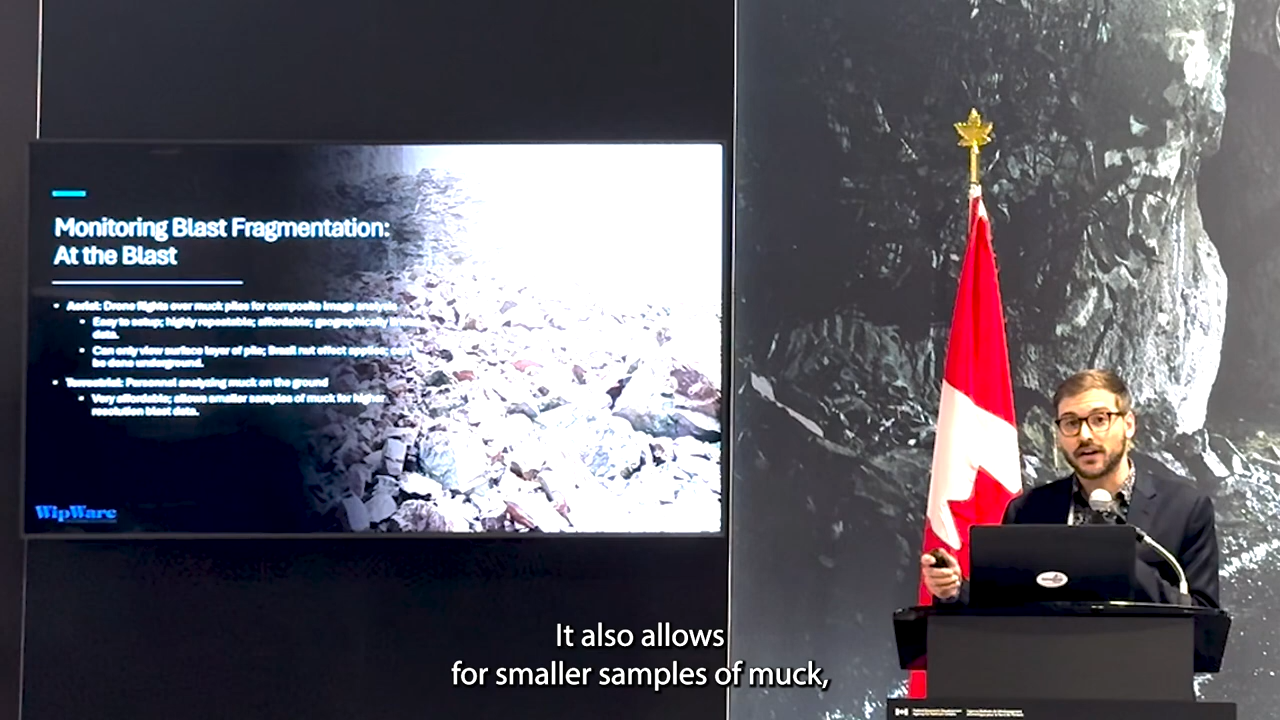 Monitoring Blast Fragmentation:
At the Blast
• Aerial: Drone flights over muck piles for composite image analysis.
• Easy to setup; highly repeatable; affordable; geographically
data.
• Can only view surface layer of pile; Brazil nut effect applies;
be done underground.
• Terrestrial: Personnel analyzing muck on the ground
• Very affordable; allows smaller samples of muck for higher
resolution blast data.
WipWare
It also allows
for smaller samples of muck,